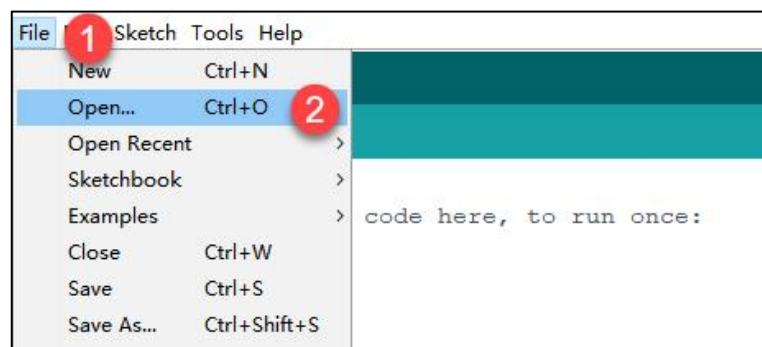 File 1 Sketch Tools Help
New Ctrl+N
Open... Ctrl+O 2
Open Recent >
Sketchbook >
Examples > code here, to run once:
Close Ctrl+W
Save Ctrl+S
Save As... Ctrl+Shift+S